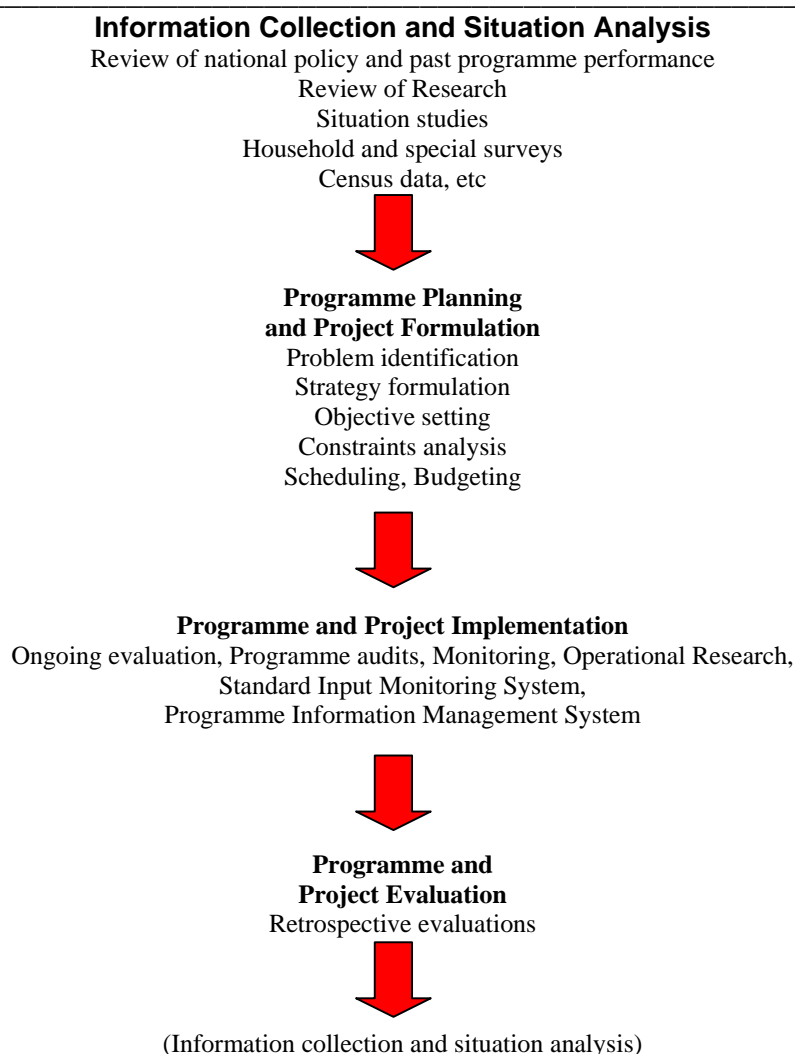 Information Collection and Situation Analysis
Review of national policy and past programme performance
Review of Research
Situation studies
Household and special surveys
Census data, etc
Programme Planning
and Project Formulation
Problem identification
Strategy formulation
Objective setting
Constraints analysis
Scheduling, Budgeting
Programme and Project Implementation
Ongoing evaluation, Programme audits, Monitoring, Operational Research,
Standard Input Monitoring System,
Programme Information Management System
Programme and
Project Evaluation
Retrospective evaluations
(Information collection and situation analysis)